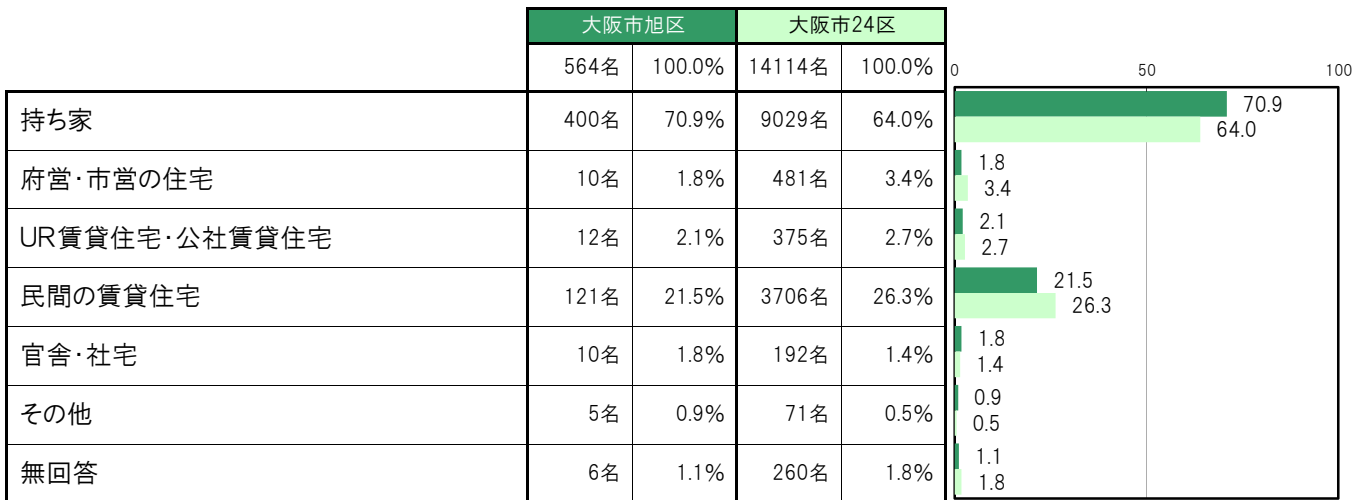 大阪市旭区 大阪市24区
564名 100.0% 14114名 100.0% 0 50 100
持ち家 400名 70.9% 9029名 64.0% 70.9
64.0
府営・市営の住宅 10名 1.8% 481名 3.4% 1.8
3.4
UR賃貸住宅・公社賃貸住宅 12名 2.1% 375名 2.7% 2.1
2.7
民間の賃貸住宅 121名 21.5% 3706名 26.3% 21.5
26.3
官舎・社宅 10名 1.8% 192名 1.4% 1.8
1.4
その他 5名 0.9% 71名 0.5% 0.9
0.5
無回答 6名 1.1% 260名 1.8% 1.1
1.8